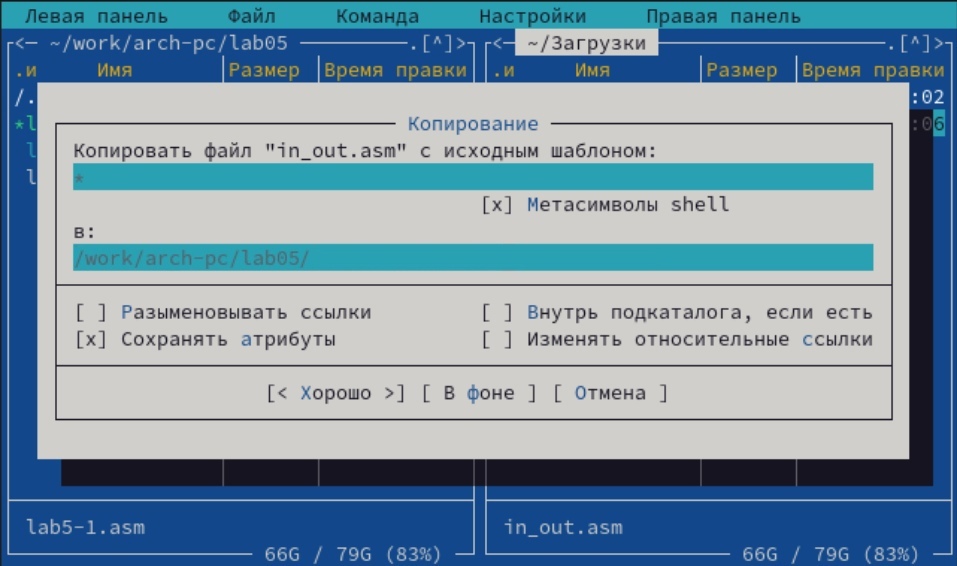 Левая панель Файл Команда Настройки Правая панель
<─ ~/work/arch-pc/lab05 .[^]> <─ ~/Загрузки .[^]>
.и Имя Размер Время правки .и Имя Размер Время правки
/. :02
*l :06
l
l
Копирование
Копировать файл "in_out.asm" с исходным шаблоном:
*
[x] Метасимволы shell
в:
/work/arch-pc/lab05/
[ ] Разыменовывать ссылки [ ] Внутрь подкаталога, если есть
[x] Сохранять атрибуты [ ] Изменять относительные ссылки
[< Хорошо >] [ В фоне ] [ Отмена ]
lab5-1.asm in_out.asm
66G / 79G (83%) 66G / 79G (83%)